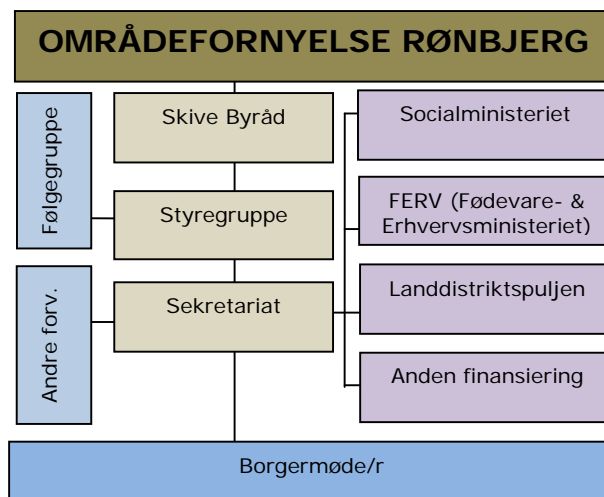 OMRÅDEFORNYELSE RØNBJERG
Følgegruppe
Skive Byråd
Socialministeriet
Styregruppe
FERV (Fødevare- &
Erhvervsministeriet)
Andre forv.
Sekretariat
Landdistriktspuljen
Anden finansiering
Borgermøde/r